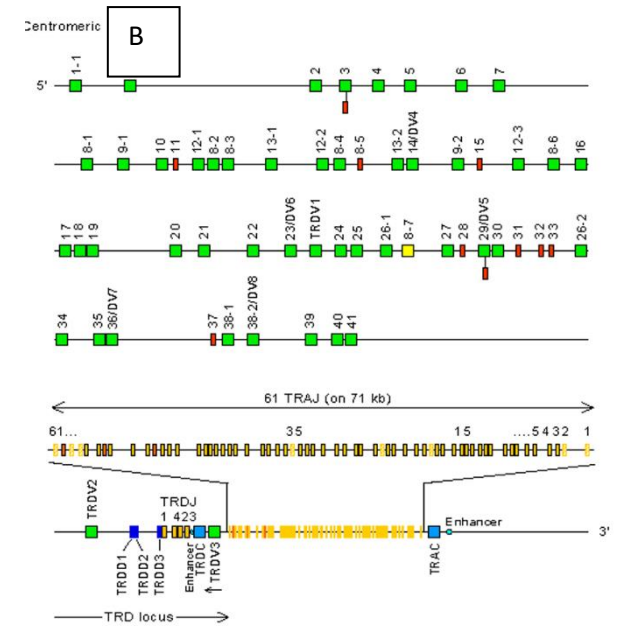 Centromeric
B
5' 1-1 2 3 4 5 6 7
8-1 9-1 10 11 12-1 8-2 8-3 13-1 12-2 8-4 8-5 13-2 14/DV4 9-2 15 12-3 8-6 16
17 18 19 20 21 22 23/DV6 TRDV1 24 25 26-1 8-7 27 28 29/DV5 30 31 32 33 26-2
34 35 36/DV7 37 38-1 38-2/DV8 39 40 41
61 TRAJ (on 71 kb)
61... 35 15 ....5 4 3 2 1
TRDV2 TRDJ
1 423
Enhancer
3'
TRDD1 TRDD2 TRDD3 Enhancer TRDC TRDV3 TRAC
TRD locus